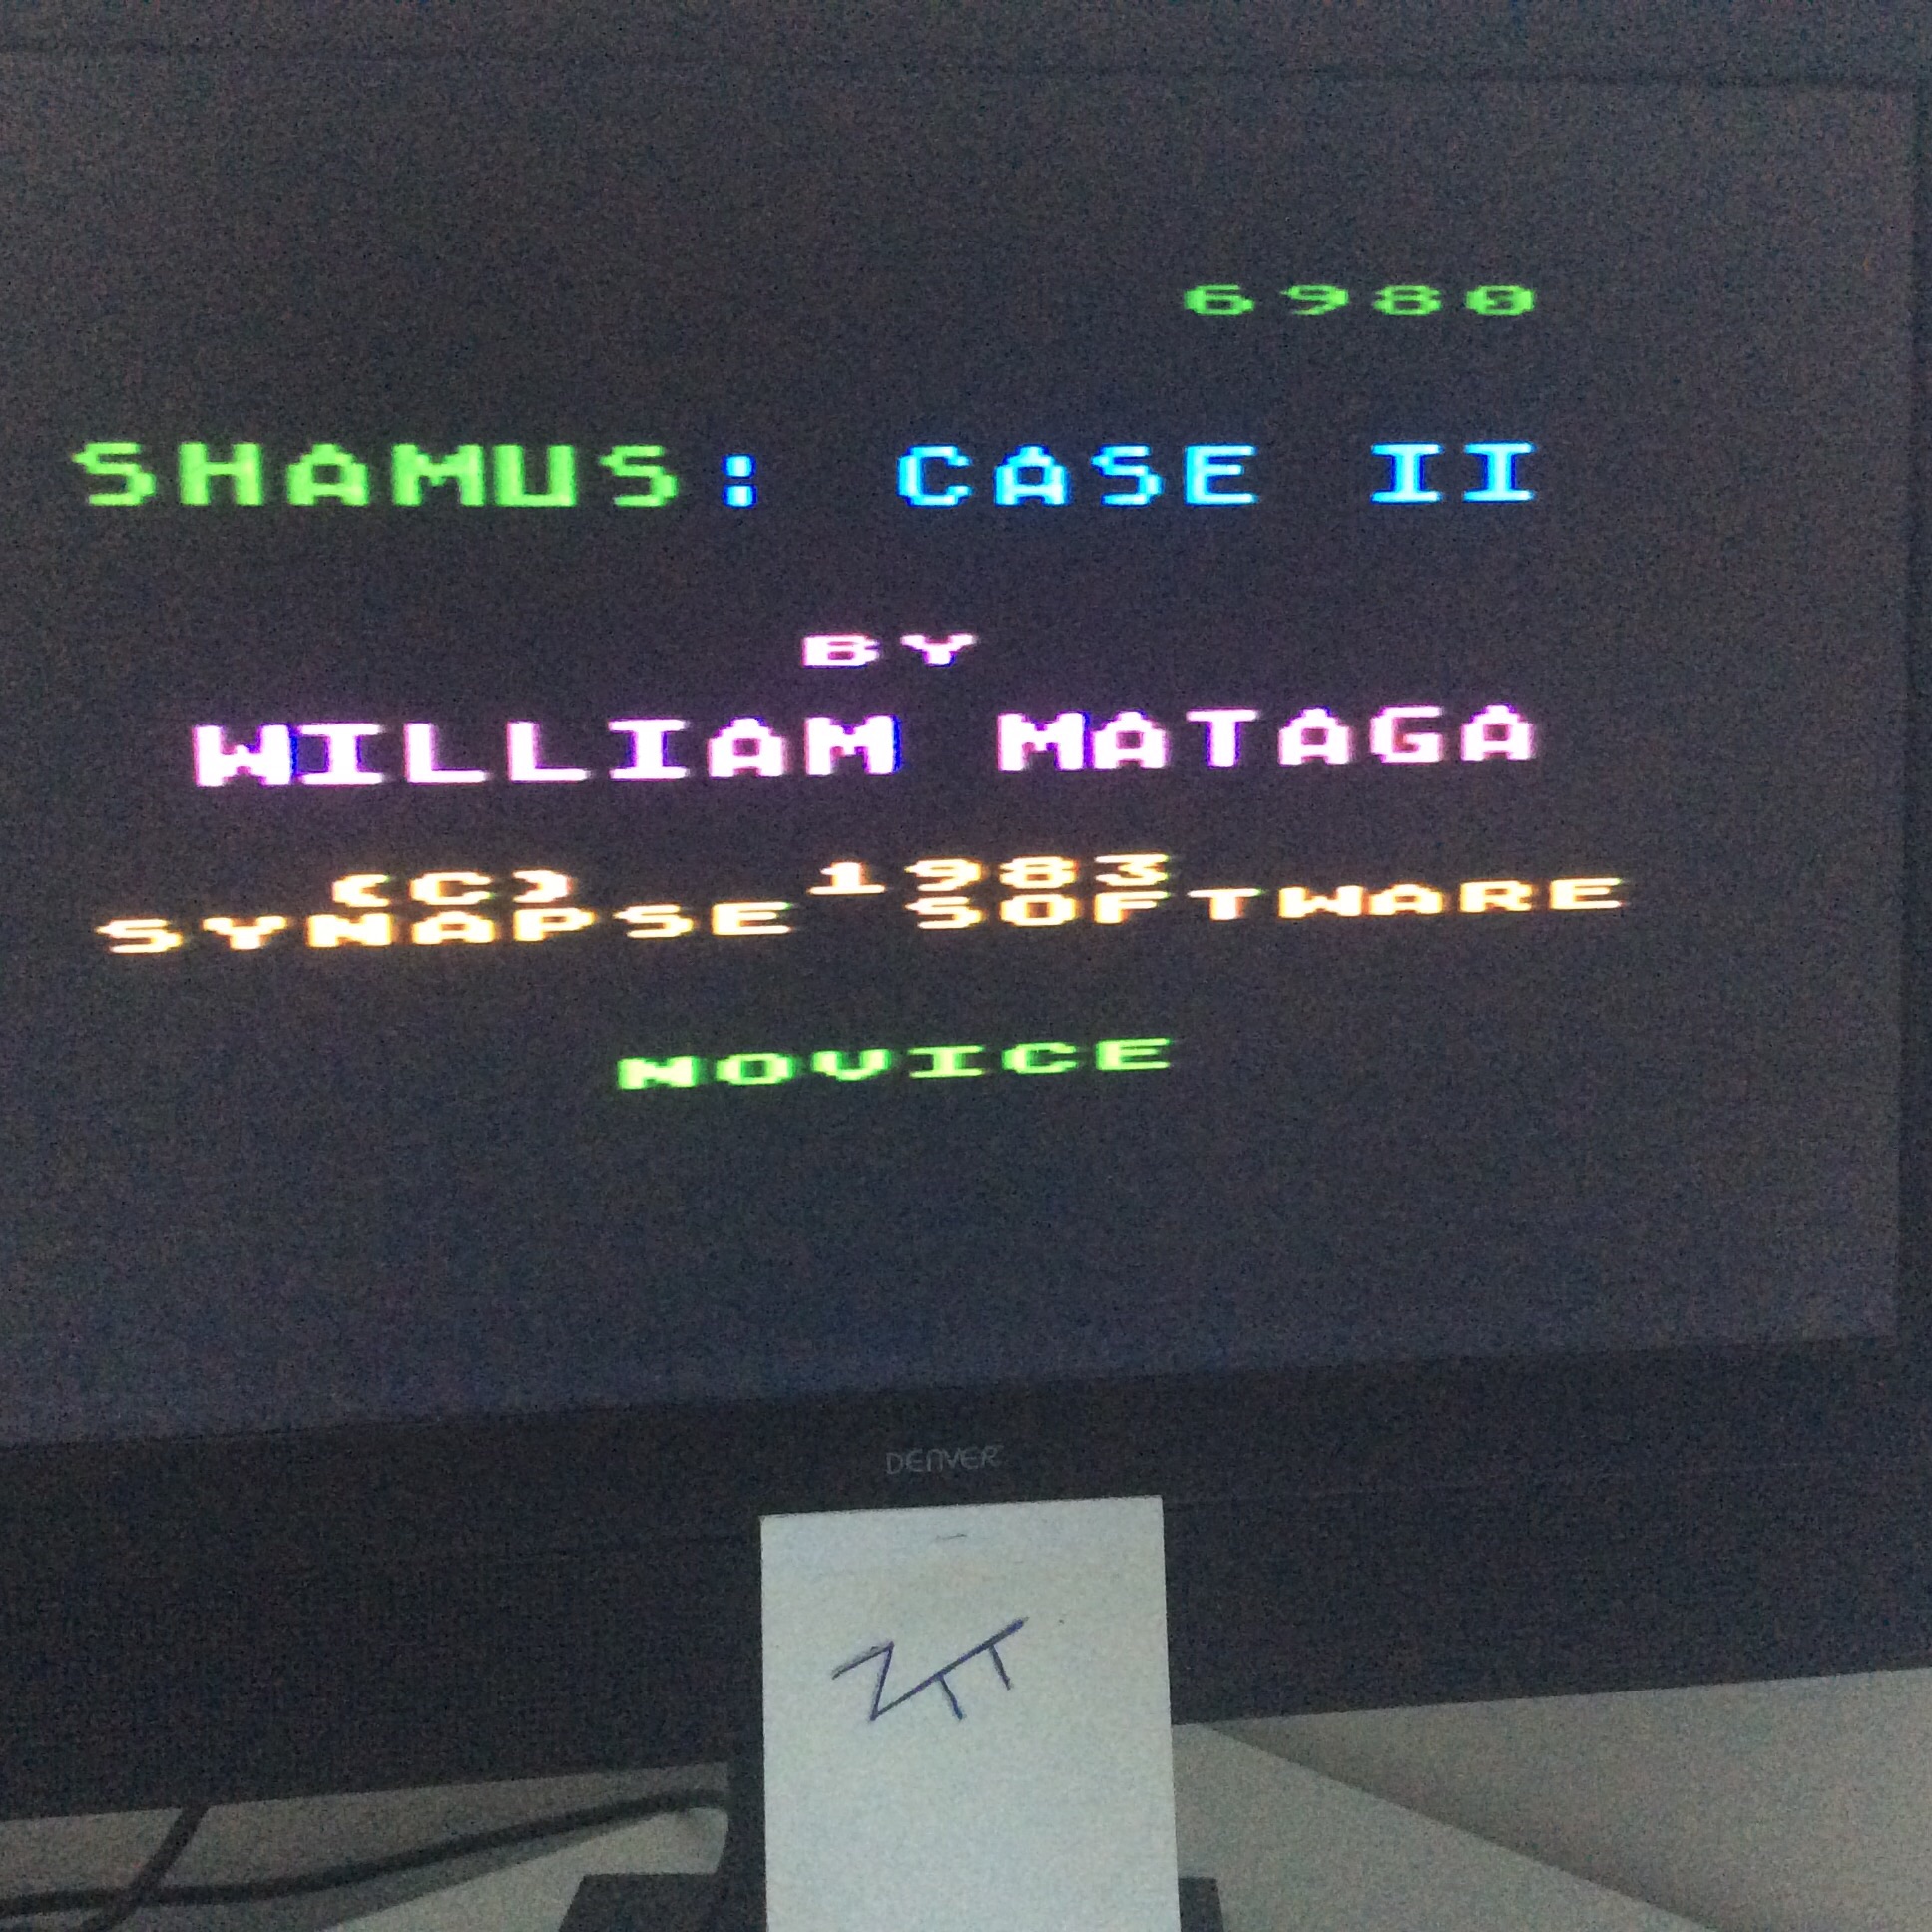 6980
SHAMUS: CASE II
BY
WILLIAM MATAGA
(C) 1983
SYNAPSE SOFTWARE
NOVICE
DENVER
ZTT